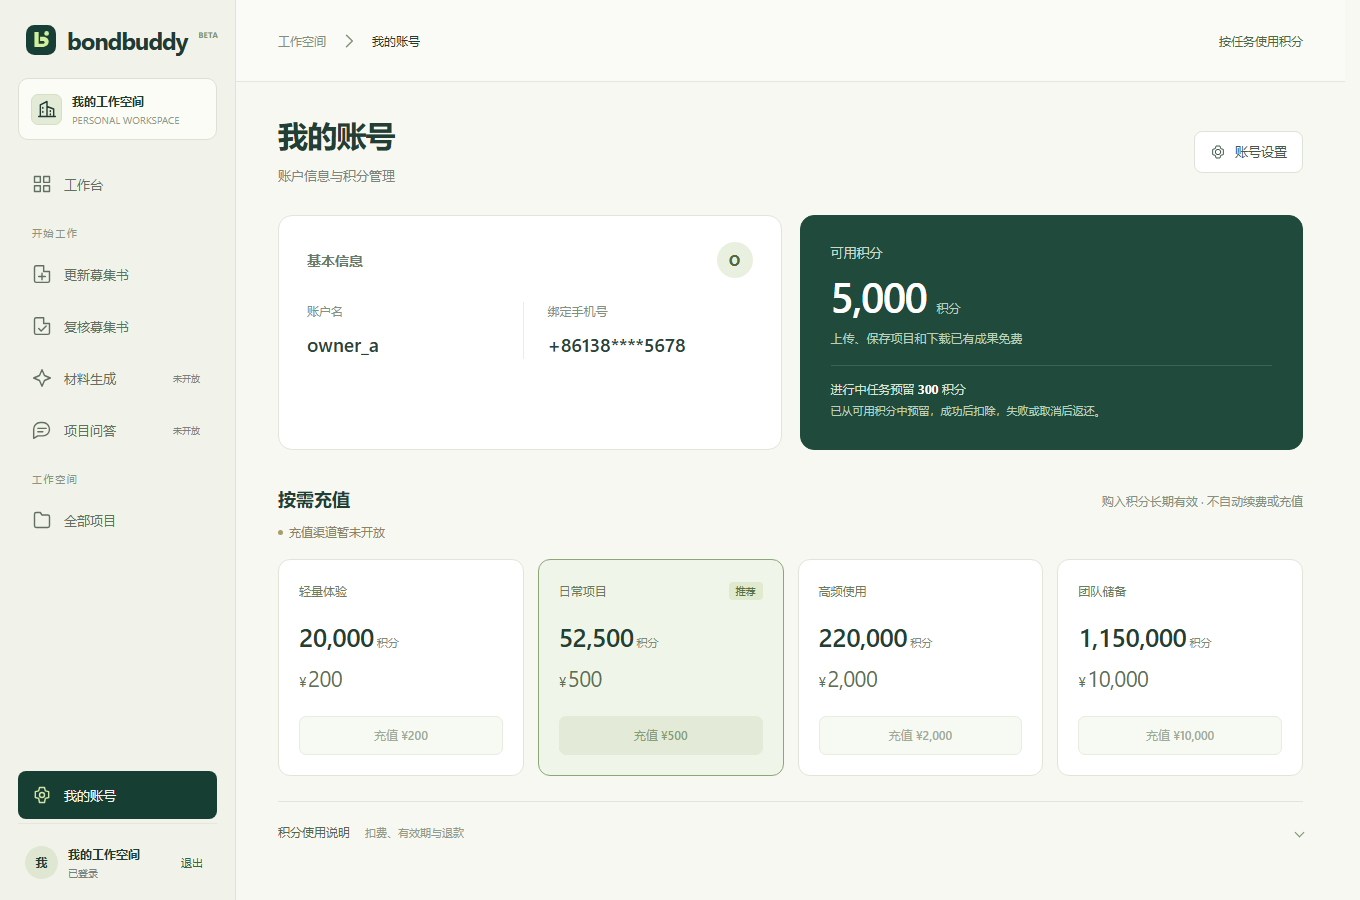 bondbuddy BETA
我的工作空间
PERSONAL WORKSPACE
工作台
开始工作
更新募集书
复核募集书
材料生成 未开放
项目问答 未开放
工作空间
全部项目
我的账号
我 我的工作空间
已登录
退出
工作空间 > 我的账号
按任务使用积分
我的账号
账户信息与积分管理
账号设置
基本信息
O
账户名
owner_a
绑定手机号
+86138****5678
可用积分
5,000 积分
上传、保存项目和下载已有成果免费
进行中任务预留 300 积分
已从可用积分中预留，成功后扣除，失败或取消后返还。
按需充值
购入积分长期有效 · 不自动续费或充值
充值渠道暂未开放
轻量体验
20,000 积分
¥200
充值 ¥200
日常项目 推荐
52,500 积分
¥500
充值 ¥500
高频使用
220,000 积分
¥2,000
充值 ¥2,000
团队储备
1,150,000 积分
¥10,000
充值 ¥10,000
积分使用说明 扣费、有效期与退款